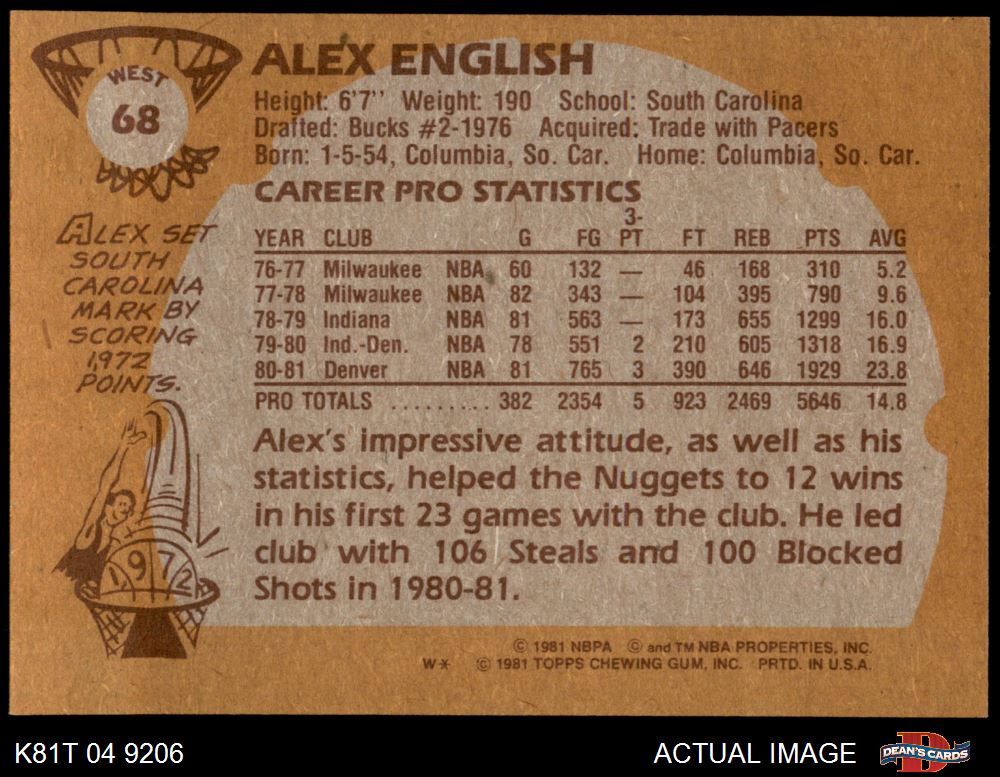 WEST
68
ALEX ENGLISH
Height: 6'7" Weight: 190 School: South Carolina
Drafted: Bucks #2-1976 Acquired: Trade with Pacers
Born: 1-5-54, Columbia, So. Car. Home: Columbia, So. Car.
CAREER PRO STATISTICS
YEAR CLUB G FG 3-PT FT REB PTS AVG
76-77 Milwaukee NBA 60 132 — 46 168 310 5.2
77-78 Milwaukee NBA 82 343 — 104 395 790 9.6
78-79 Indiana NBA 81 563 — 173 655 1299 16.0
79-80 Ind.-Den. NBA 78 551 2 210 605 1318 16.9
80-81 Denver NBA 81 765 3 390 646 1929 23.8
PRO TOTALS .......... 382 2354 5 923 2469 5646 14.8
ALEX SET
SOUTH
CAROLINA
MARK BY
SCORING
1,972
POINTS.
1972
Alex's impressive attitude, as well as his
statistics, helped the Nuggets to 12 wins
in his first 23 games with the club. He led
club with 106 Steals and 100 Blocked
Shots in 1980-81.
© 1981 NBPA © and TM NBA PROPERTIES, INC.
W* © 1981 TOPPS CHEWING GUM, INC. PRTD. IN U.S.A.
K81T 04 9206
ACTUAL IMAGE
D
DEAN'S CARDS